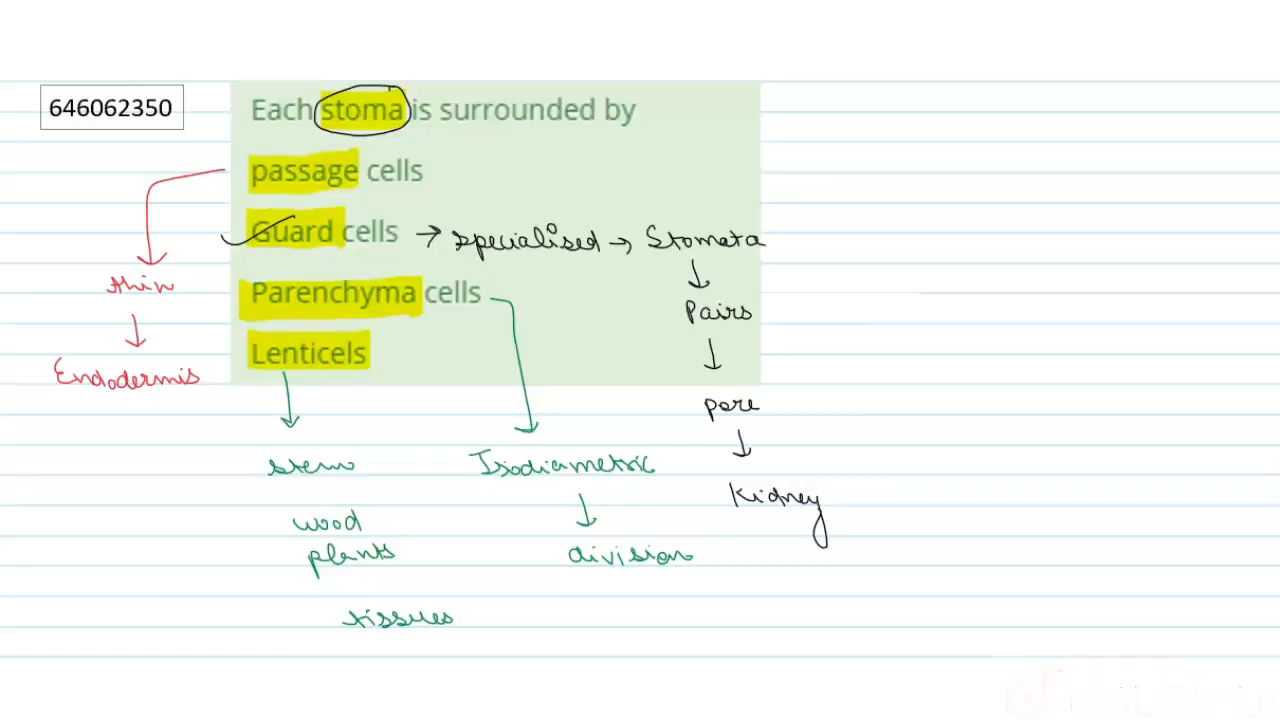 646062350
Each stoma is surrounded by
passage cells
Guard cells → specialised → Stomata
Parenchyma cells
Lenticels
thin
Endodermis
Pairs
pore
Kidney
stem
wood
plants
tissues
Isodiametric
division